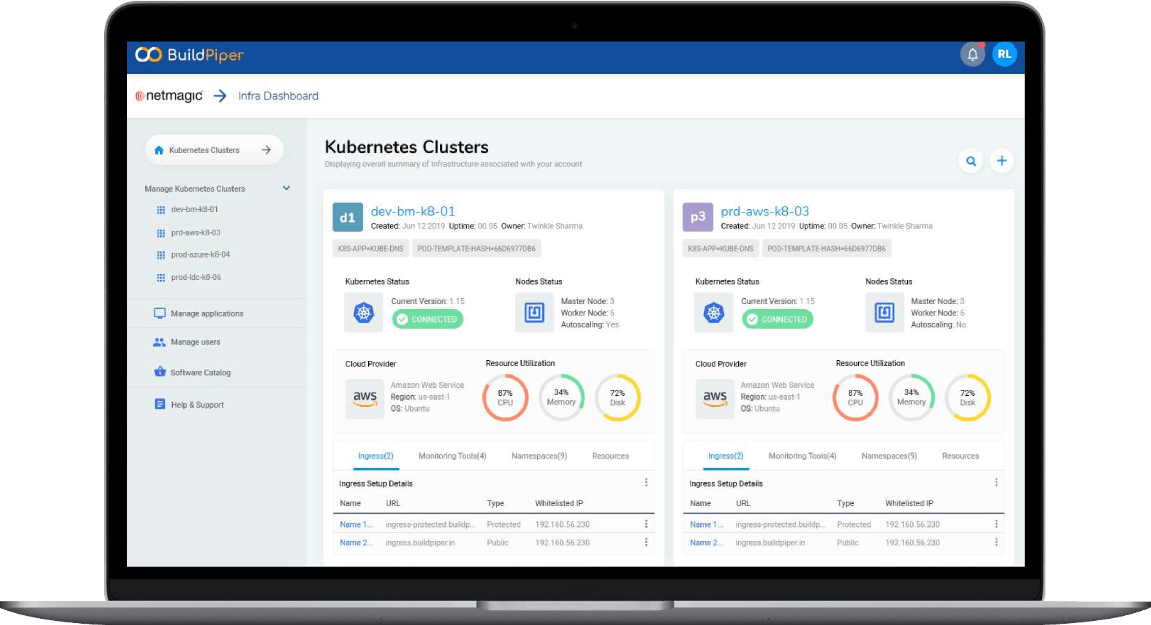 BuildPiper
RL
netmagic
Infra Dashboard
Kubernetes Clusters
Manage Kubernetes Clusters
dev-bm-k8-01
prd-aws-k8-03
prod-azure-k8-04
prod-ldc-k8-06
Manage applications
Manage users
Software Catalog
Help & Support
Kubernetes Clusters
Displaying overall summary of Infrastructure associated with your account
d1
dev-bm-k8-01
Created: Jun 12 2019 Uptime: 00.05 Owner: Twinkle Sharma
K8S-APP=KUBE-DNS POD-TEMPLATE-HASH=66D6977DB6
Kubernetes Status
Current Version: 1.15
CONNECTED
Nodes Status
Master Node: 3
Worker Node: 6
Autoscaling: Yes
Cloud Provider
aws
Amazon Web Service
Region: us-east-1
OS: Ubuntu
Resource Utilization
87%
CPU
34%
Memory
72%
Disk
Ingress(2) Monitoring Tools(4) Namespaces(9) Resources
Ingress Setup Details
Name URL Type Whitelisted IP
Name 1... ingress-protected.buildp... Protected 192.160.56.230
Name 2... ingress.buildpiper.in Public 192.160.56.230
p3
prd-aws-k8-03
Created: Jun 12 2019 Uptime: 00.05 Owner: Twinkle Sharma
K8S-APP=KUBE-DNS POD-TEMPLATE-HASH=66D6977DB6
Kubernetes Status
Current Version: 1.15
CONNECTED
Nodes Status
Master Node: 3
Worker Node: 6
Autoscaling: No
Cloud Provider
aws
Amazon Web Service
Region: us-east-1
OS: Ubuntu
Resource Utilization
87%
CPU
34%
Memory
72%
Disk
Ingress(2) Monitoring Tools(4) Namespaces(9) Resources
Ingress Setup Details
Name URL Type Whitelisted IP
Name 1... ingress-protected.buildp... Protected 192.160.56.230
Name 2... ingress.buildpiper.in Public 192.160.56.230